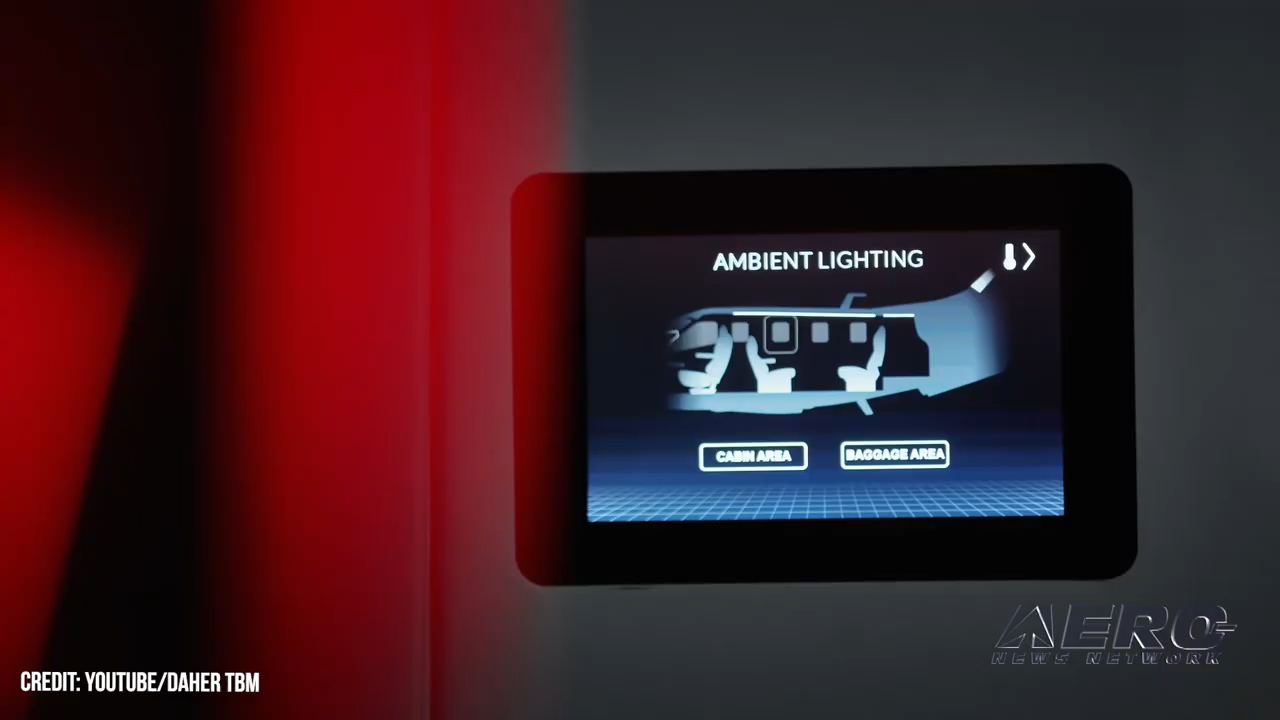 AMBIENT LIGHTING
CABIN AREA
BAGGAGE AREA
AERO
NEWS NETWORK
CREDIT: YOUTUBE/DAHER TBM